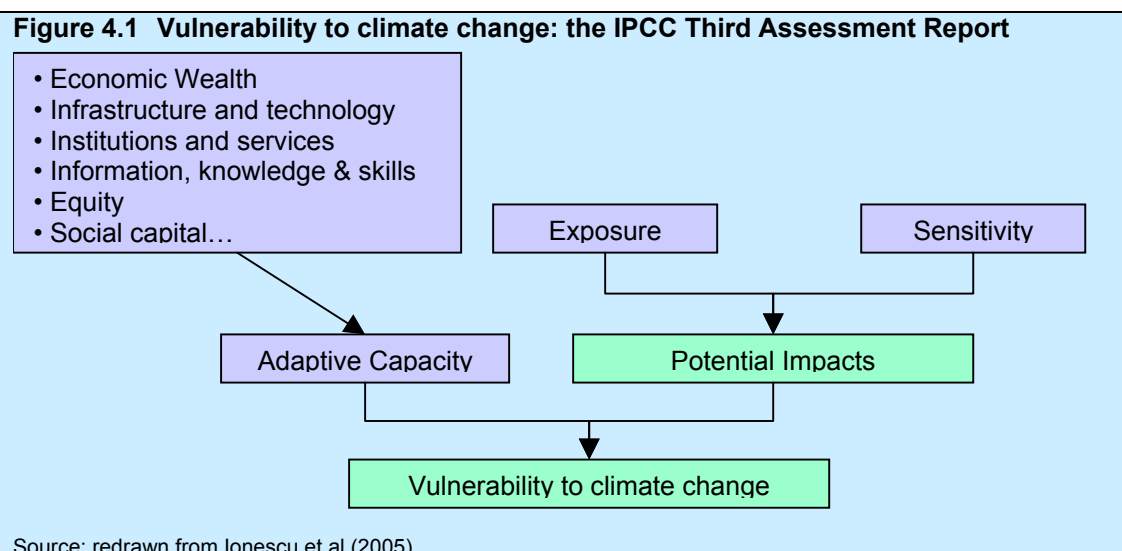 Figure 4.1 Vulnerability to climate change: the IPCC Third Assessment Report
• Economic Wealth
• Infrastructure and technology
• Institutions and services
• Information, knowledge & skills
• Equity
• Social capital…
Exposure
Sensitivity
Adaptive Capacity
Potential Impacts
Vulnerability to climate change
Source: redrawn from Ionescu et al (2005)